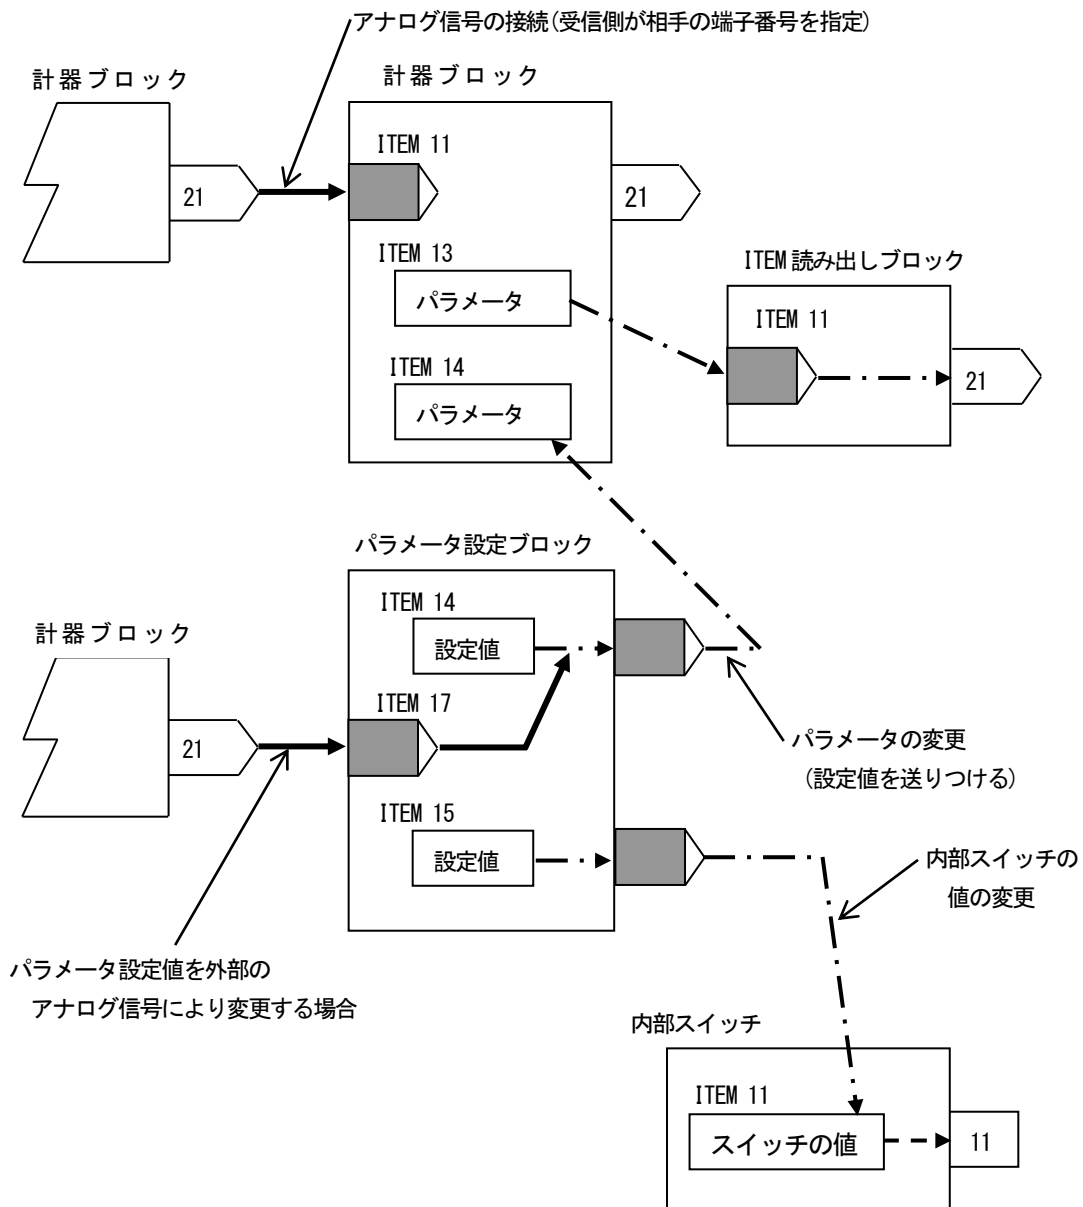 アナログ信号の接続(受信側が相手の端子番号を指定)
計器ブロック
計器ブロック
ITEM 11
21
21
ITEM 13
パラメータ
ITEM読み出しブロック
ITEM 11
21
ITEM 14
パラメータ
パラメータ設定ブロック
ITEM 14
設定値
計器ブロック
ITEM 17
21
パラメータの変更
(設定値を送りつける)
ITEM 15
設定値
内部スイッチの
値の変更
パラメータ設定値を外部の
アナログ信号により変更する場合
内部スイッチ
ITEM 11
スイッチの値
11